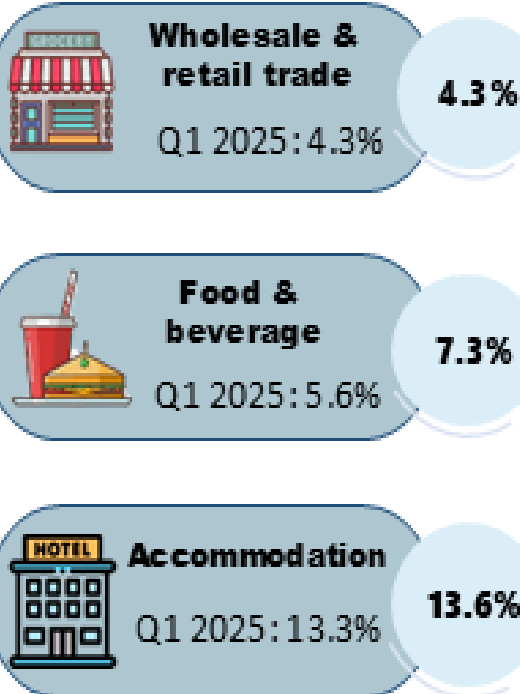 GROCERY
Wholesale &
retail trade
Q1 2025: 4.3%
4.3%
Food &
beverage
Q1 2025: 5.6%
7.3%
HOTEL
Accommodation
Q1 2025: 13.3%
13.6%